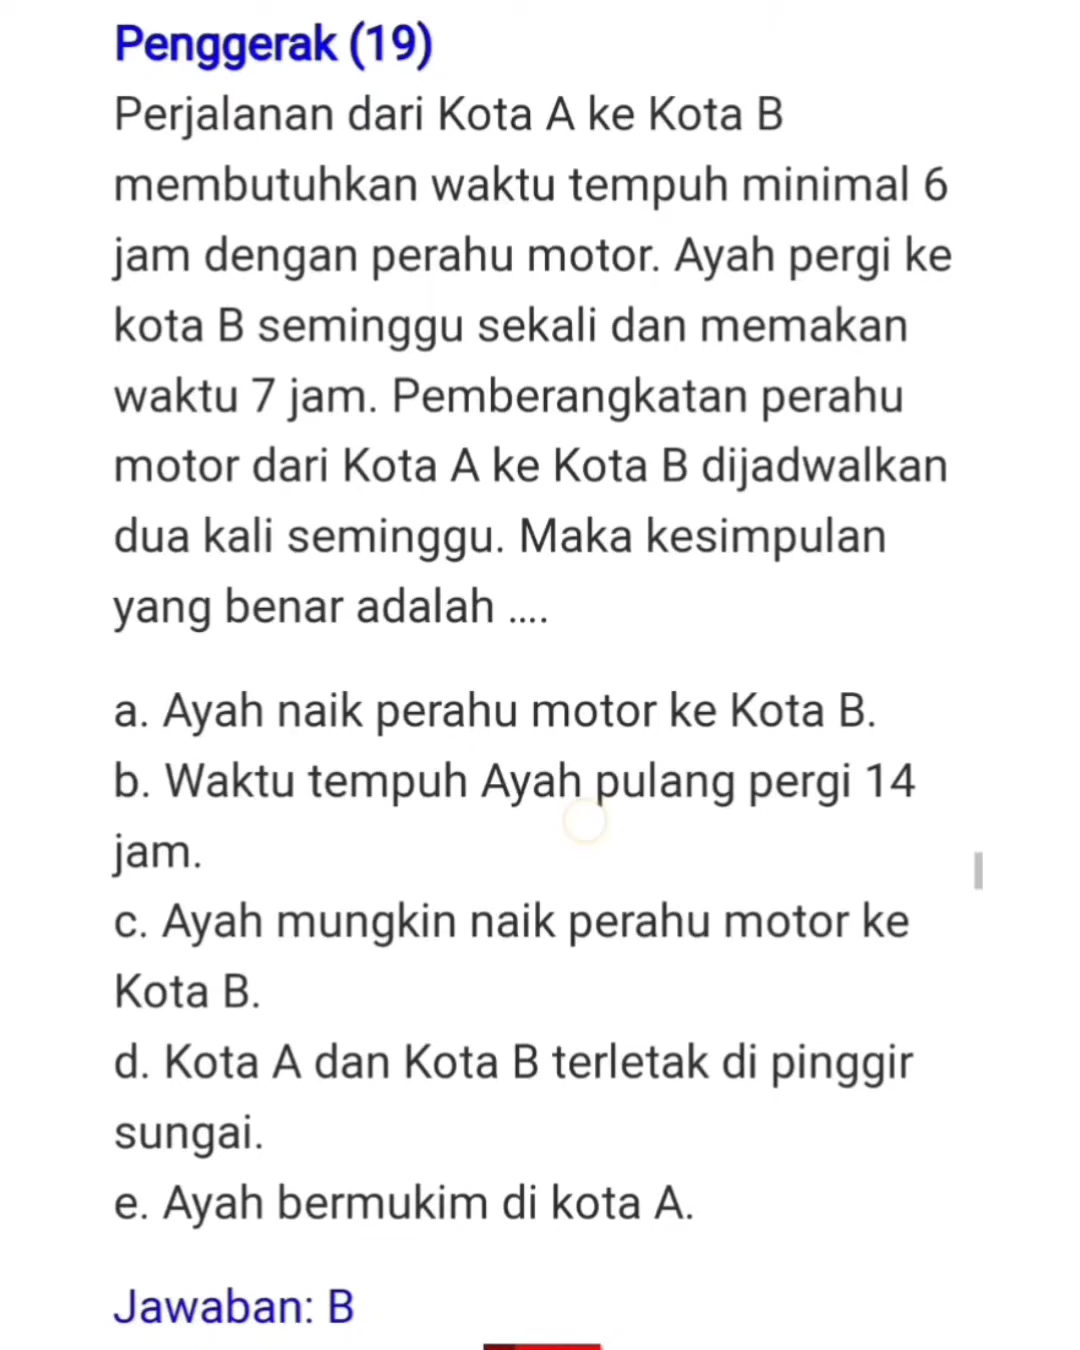 Penggerak (19)
Perjalanan dari Kota A ke Kota B
membutuhkan waktu tempuh minimal 6
jam dengan perahu motor. Ayah pergi ke
kota B seminggu sekali dan memakan
waktu 7 jam. Pemberangkatan perahu
motor dari Kota A ke Kota B dijadwalkan
dua kali seminggu. Maka kesimpulan
yang benar adalah ....
a. Ayah naik perahu motor ke Kota B.
b. Waktu tempuh Ayah pulang pergi 14
jam.
c. Ayah mungkin naik perahu motor ke
Kota B.
d. Kota A dan Kota B terletak di pinggir
sungai.
e. Ayah bermukim di kota A.
Jawaban: B